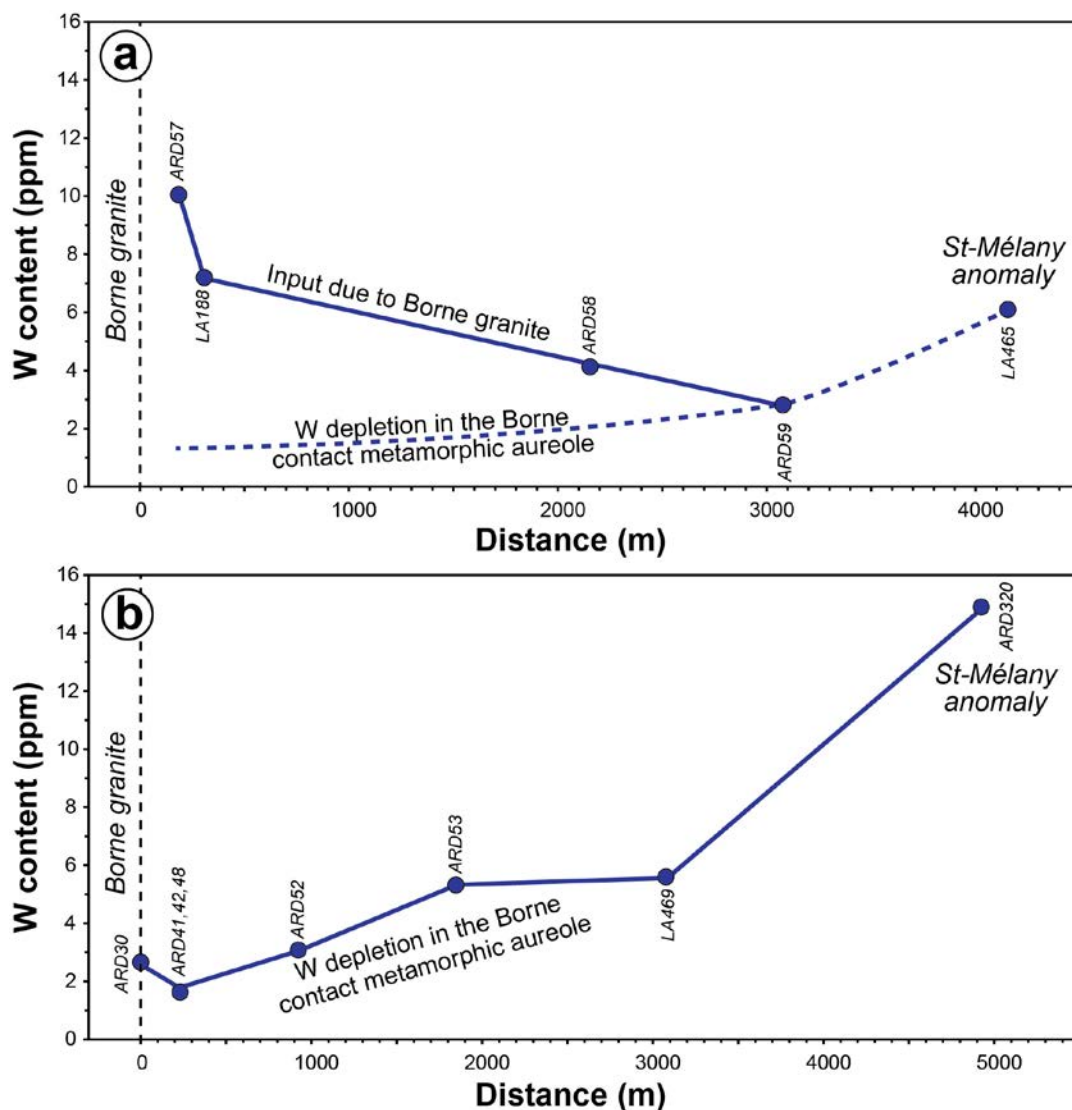 a
W content (ppm)
16
14
12
10
8
6
4
2
0
Borne granite
ARD57
LA188
Input due to Borne granite
ARD58
W depletion in the Borne
contact metamorphic aureole
ARD59
St-Mélany
anomaly
LA465
0
1000
2000
3000
4000
Distance (m)
b
W content (ppm)
16
14
12
10
8
6
4
2
0
Borne granite
ARD30
ARD41,42,48
ARD52
ARD53
W depletion in the Borne
contact metamorphic aureole
LA469
ARD320
St-Mélany
anomaly
0
1000
2000
3000
4000
5000
Distance (m)